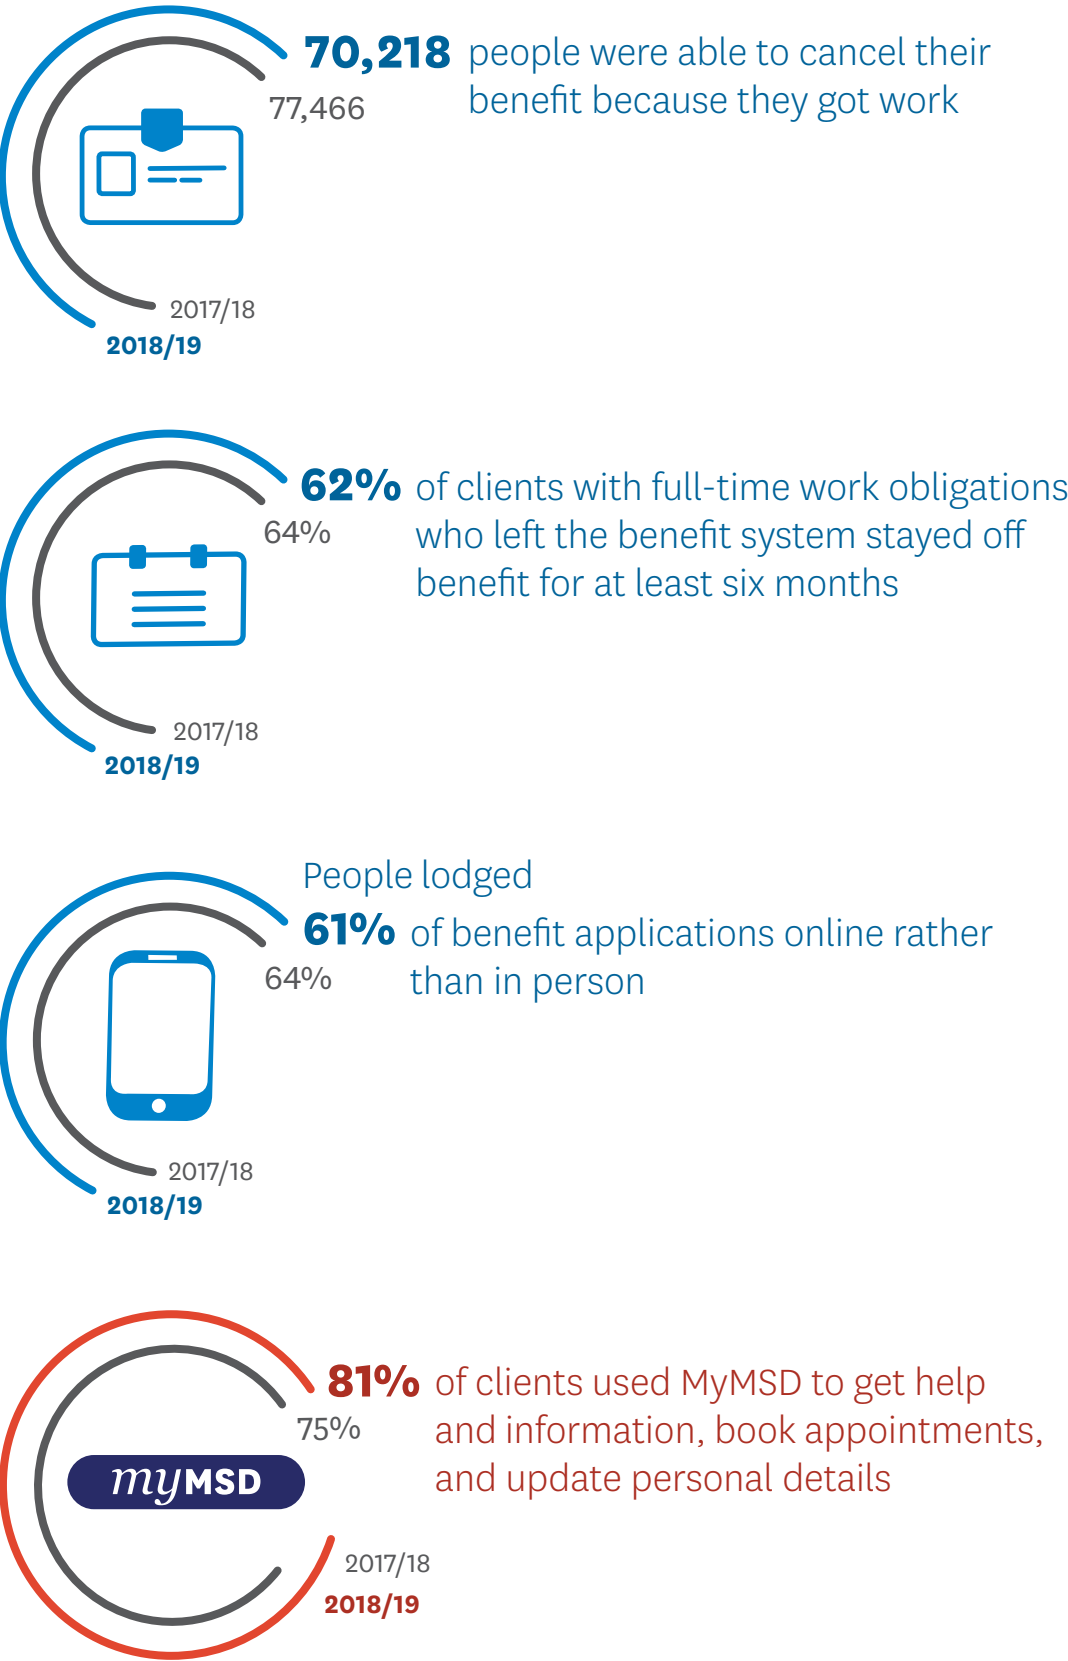 70,218 people were able to cancel their
77,466 benefit because they got work
2017/18
2018/19
62% of clients with full-time work obligations
64% who left the benefit system stayed off
benefit for at least six months
2017/18
2018/19
People lodged
61% of benefit applications online rather
64% than in person
2017/18
2018/19
81% of clients used MyMSD to get help
75% and information, book appointments,
and update personal details
myMSD
2017/18
2018/19